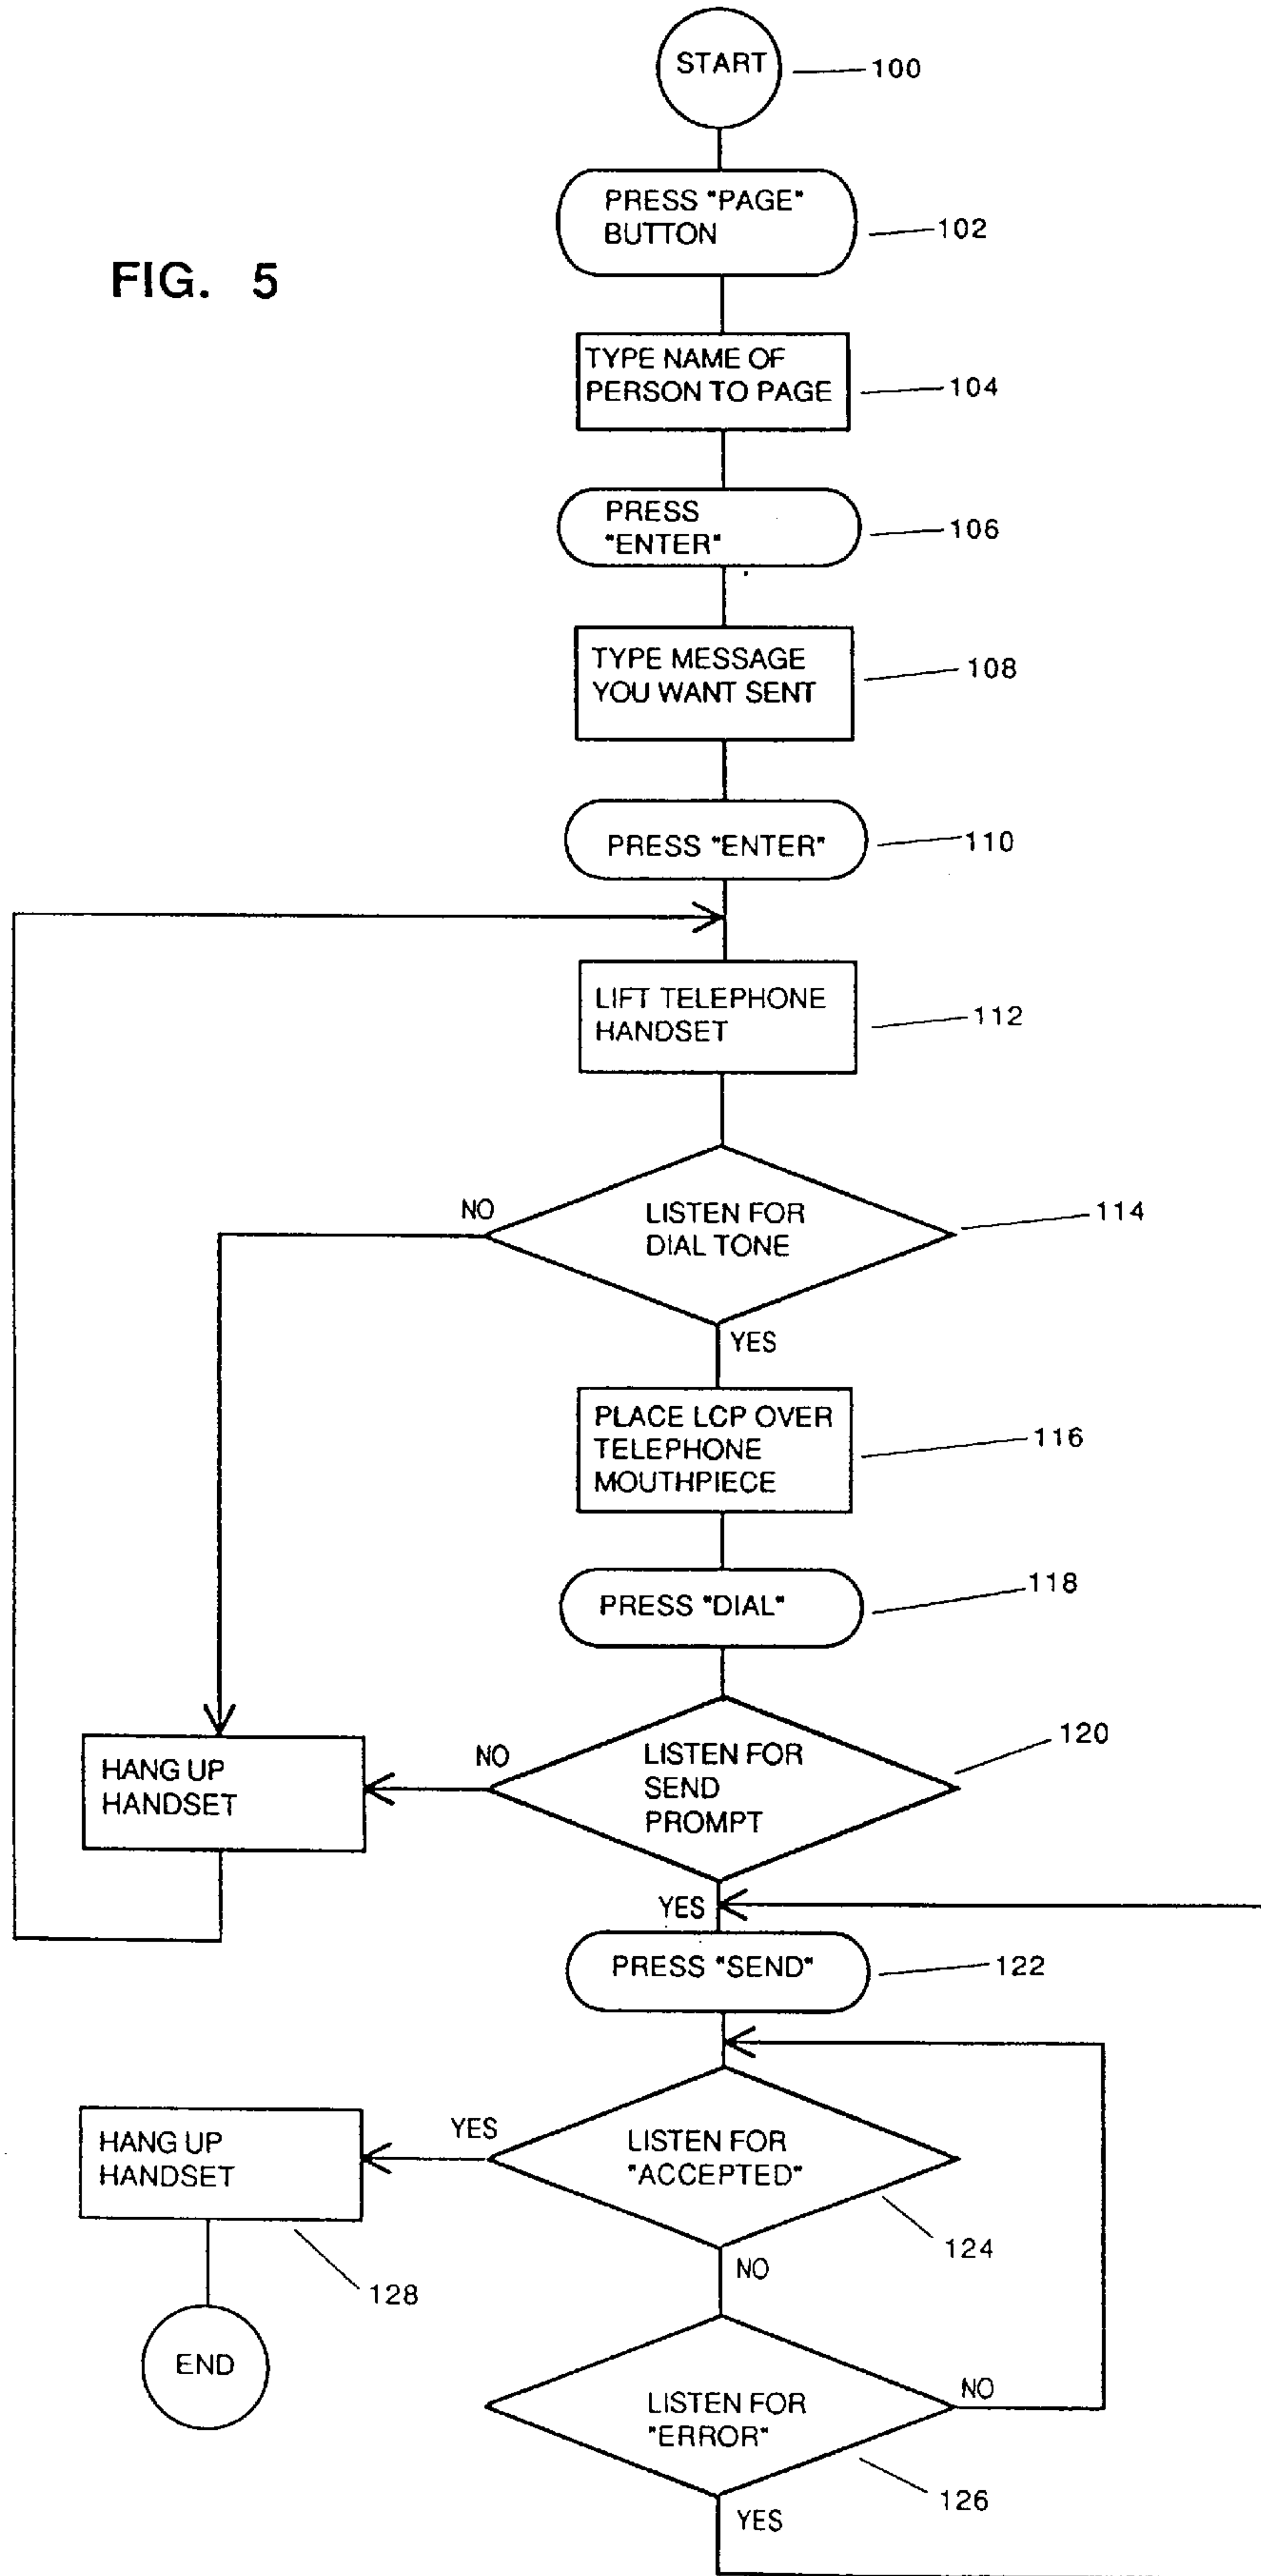 START
100
PRESS "PAGE"
BUTTON
102
FIG. 5
TYPE NAME OF
PERSON TO PAGE
104
PRESS
"ENTER"
106
TYPE MESSAGE
YOU WANT SENT
108
PRESS "ENTER"
110
LIFT TELEPHONE
HANDSET
112
NO
LISTEN FOR
DIAL TONE
114
YES
PLACE LCP OVER
TELEPHONE
MOUTHPIECE
116
PRESS "DIAL"
118
HANG UP
HANDSET
NO
LISTEN FOR
SEND
PROMPT
120
YES
PRESS "SEND"
122
HANG UP
HANDSET
128
YES
LISTEN FOR
"ACCEPTED"
124
NO
END
LISTEN FOR
"ERROR"
NO
126
YES